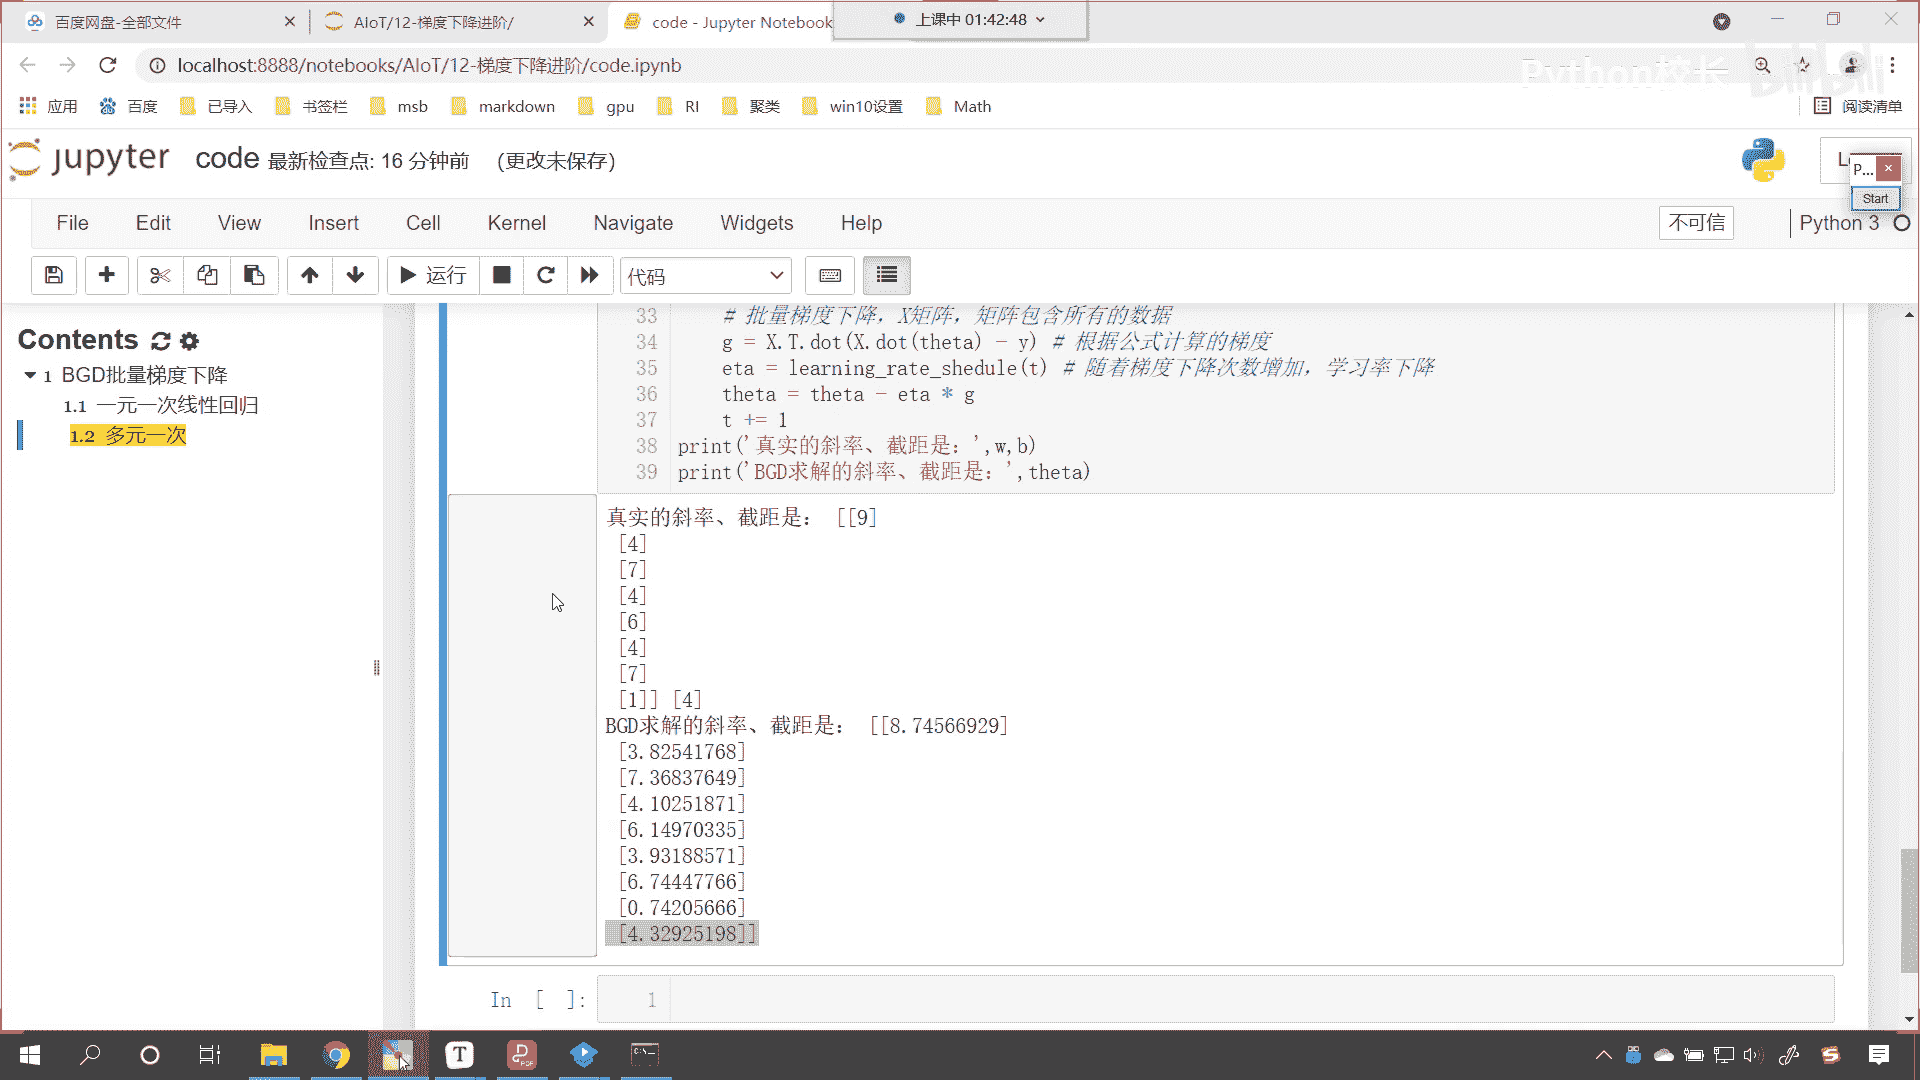 百度网盘-全部文件
AIoT/12-梯度下降进阶/
code - Jupyter Notebook
上课中 01:42:48
localhost:8888/notebooks/AIoT/12-梯度下降进阶/code.ipynb
Python校长
bilibili
应用 百度 已导入 书签栏 msb markdown gpu RI 聚类 win10设置 Math 阅读清单
jupyter code 最新检查点: 16 分钟前 (更改未保存)
P...
Start
File Edit View Insert Cell Kernel Navigate Widgets Help 不可信 Python 3
运行 代码
Contents
1 BGD批量梯度下降
1.1 一元一次线性回归
1.2 多元一次
33 # 批量梯度下降，X矩阵，矩阵包含所有的数据
34 g = X.T.dot(X.dot(theta) - y) # 根据公式计算的梯度
35 eta = learning_rate_shedule(t) # 随着梯度下降次数增加，学习率下降
36 theta = theta - eta * g
37 t += 1
38 print('真实的斜率、截距是：',w,b)
39 print('BGD求解的斜率、截距是：',theta)
真实的斜率、截距是： [[9]
[4]
[7]
[4]
[6]
[4]
[7]
[1]] [4]
BGD求解的斜率、截距是： [[8.74566929]
[3.82541768]
[7.36837649]
[4.10251871]
[6.14970335]
[3.93188571]
[6.74447766]
[0.74205666]
[4.32925198]]
In [ ]: 1